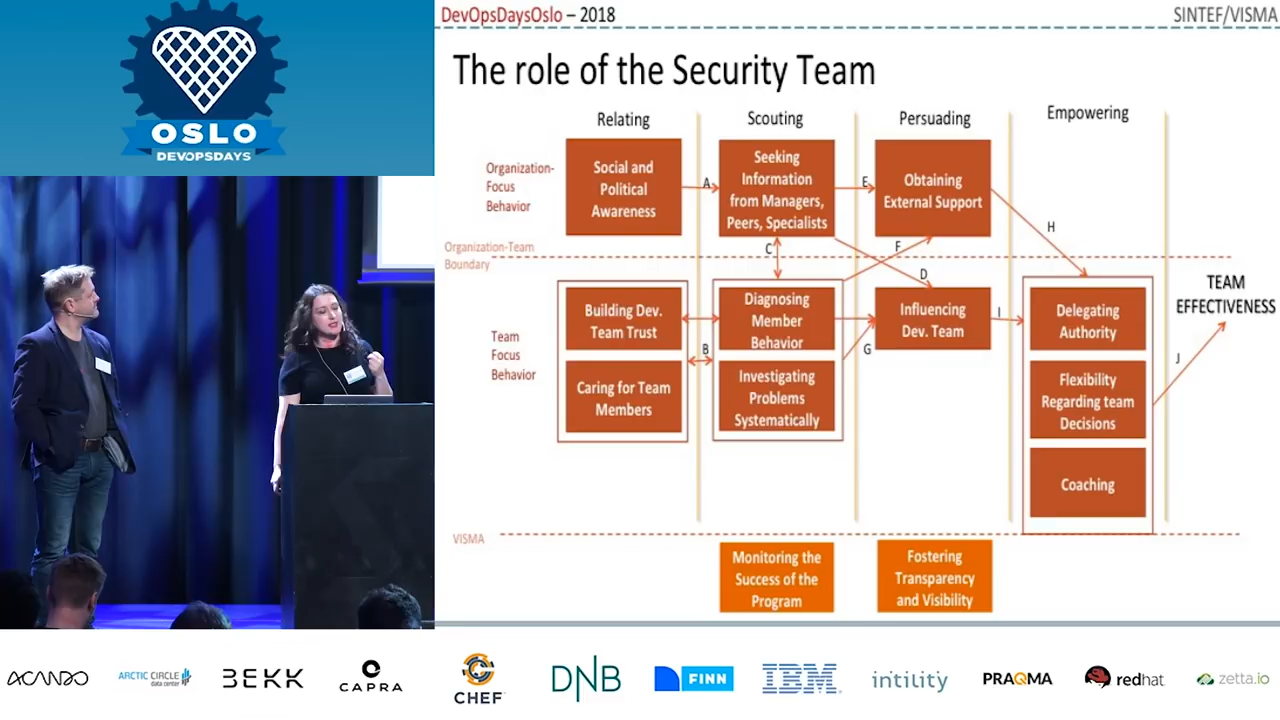 OSLO
DEVOPSDAYS
DevOpsDaysOslo – 2018
SINTEF/VISMA
The role of the Security Team
Relating
Scouting
Persuading
Empowering
Organization-
Focus
Behavior
Social and
Political
Awareness
A
Seeking
Information
from Managers,
Peers, Specialists
E
Obtaining
External Support
H
Organization-Team
Boundary
C
F
D
Team
Focus
Behavior
Building Dev.
Team Trust
Caring for Team
Members
B
Diagnosing
Member
Behavior
Investigating
Problems
Systematically
G
Influencing
Dev. Team
I
Delegating
Authority
Flexibility
Regarding team
Decisions
Coaching
J
TEAM
EFFECTIVENESS
VISMA
Monitoring the
Success of the
Program
Fostering
Transparency
and Visibility
ACANDO
ARCTIC CIRCLE
data center
BEKK
CAPRA
CHEF
DNB
FINN
IBM
intility
PRAQMA
redhat
zetta.io